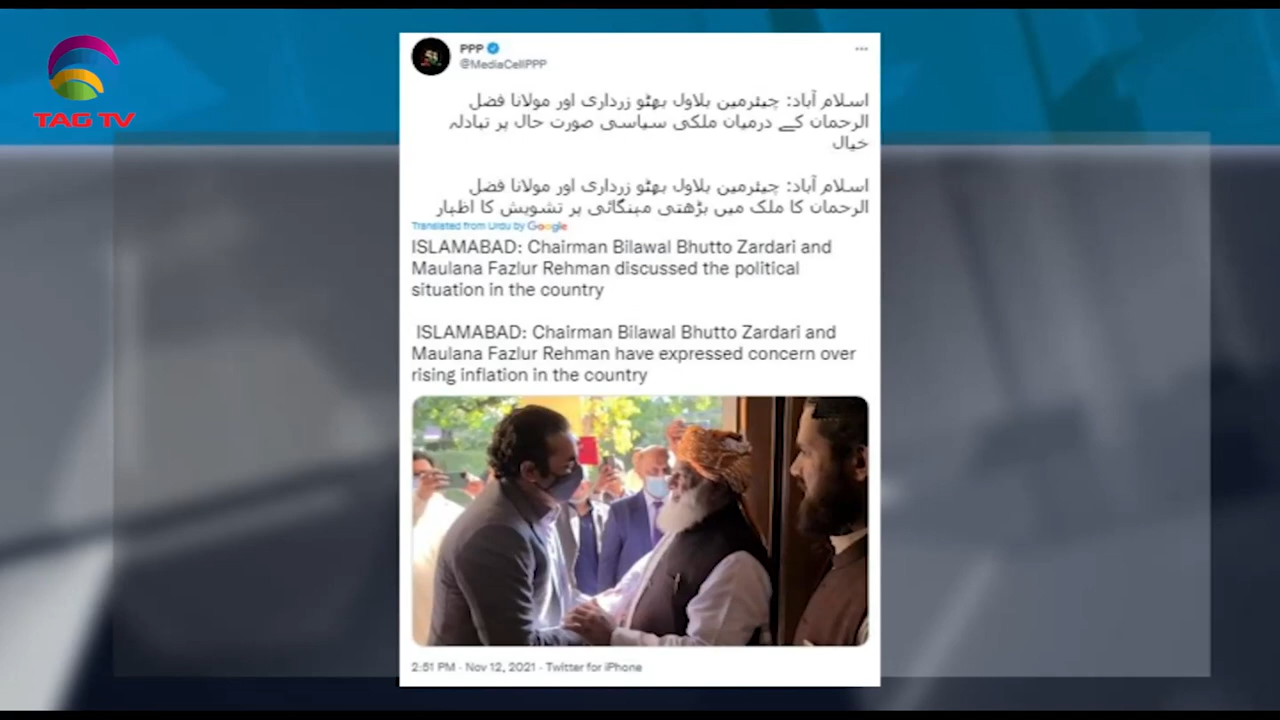 TAG TV
PPP
@MediaCellPPP
اسلام آباد: چیئرمین بلاول بھٹو زرداری اور مولانا فضل
الرحمان کے درمیان ملکی سیاسی صورت حال پر تبادلہ
خیال
اسلام آباد: چیئرمین بلاول بھٹو زرداری اور مولانا فضل
الرحمان کا ملک میں بڑھتی مہنگائی پر تشویش کا اظہار
Translated from Urdu by Google
ISLAMABAD: Chairman Bilawal Bhutto Zardari and
Maulana Fazlur Rehman discussed the political
situation in the country
ISLAMABAD: Chairman Bilawal Bhutto Zardari and
Maulana Fazlur Rehman have expressed concern over
rising inflation in the country
2:51 PM · Nov 12, 2021 · Twitter for iPhone